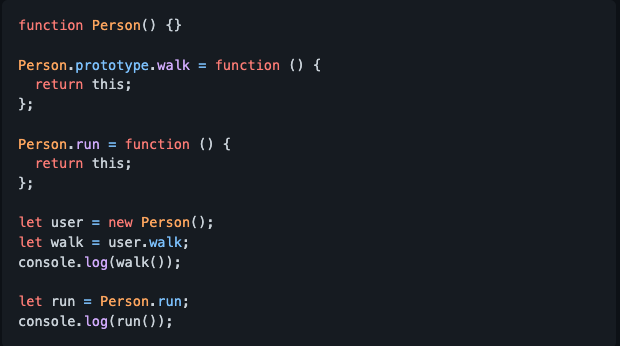 function Person() {}
Person.prototype.walk = function () {
return this;
};
Person.run = function () {
return this;
};
let user = new Person();
let walk = user.walk;
console.log(walk());
let run = Person.run;
console.log(run());